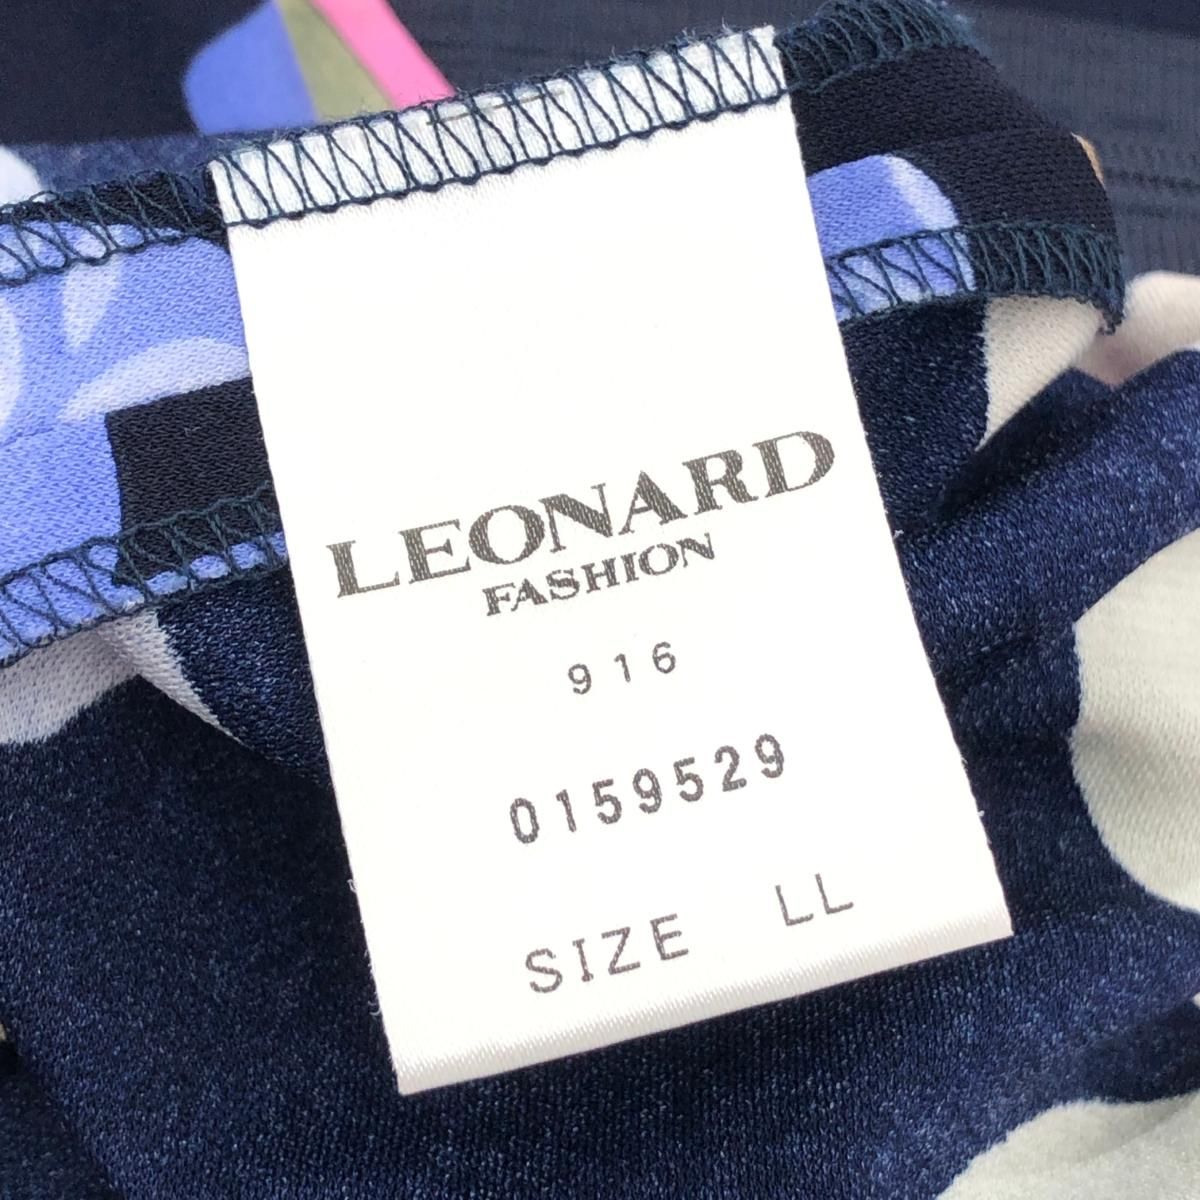 LEONARD
FASHION
916
0159529
SIZE LL